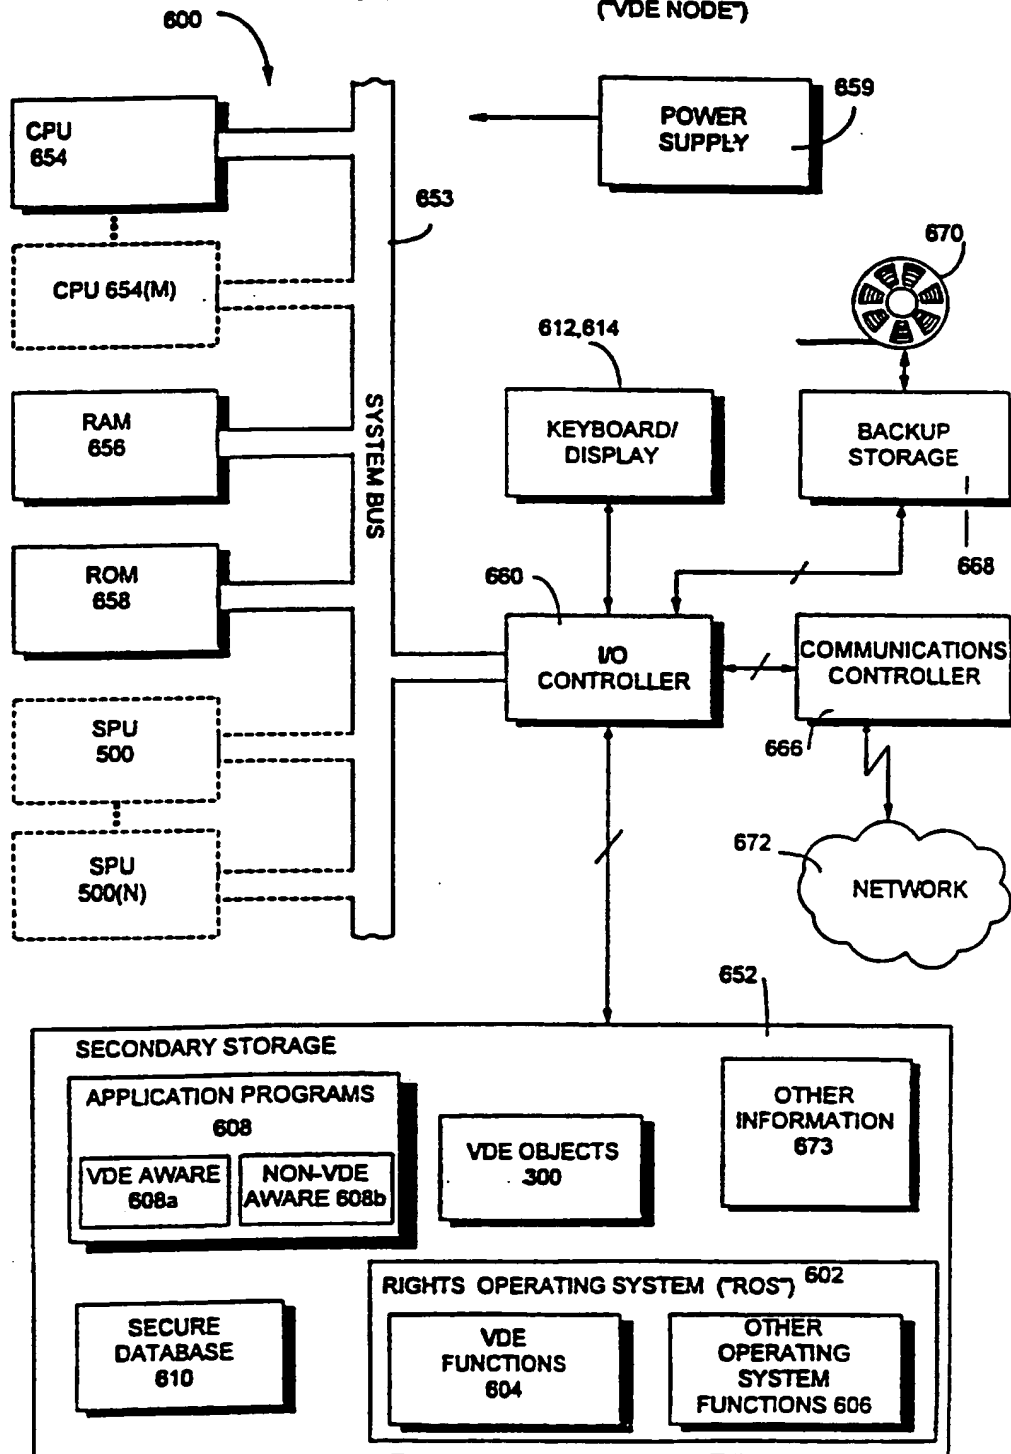 ("VDE NODE")
600
CPU
654
POWER
SUPPLY
659
653
CPU 654(M)
670
612,614
RAM
656
SYSTEM BUS
KEYBOARD/
DISPLAY
BACKUP
STORAGE
668
ROM
658
660
I/O
CONTROLLER
COMMUNICATIONS
CONTROLLER
666
SPU
500
SPU
500(N)
672
NETWORK
652
SECONDARY STORAGE
APPLICATION PROGRAMS
608
VDE AWARE
608a
NON-VDE
AWARE 608b
VDE OBJECTS
300
OTHER
INFORMATION
673
SECURE
DATABASE
610
RIGHTS OPERATING SYSTEM ("ROS") 602
VDE
FUNCTIONS
604
OTHER
OPERATING
SYSTEM
FUNCTIONS 606